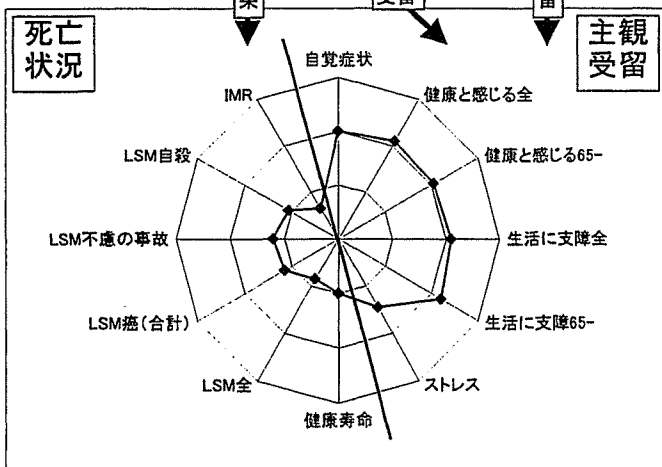 受留
死亡
状況
主観
受留
自覚症状
IMR
健康と感じる全
LSM自殺
健康と感じる65-
LSM不慮の事故
生活に支障全
LSM癌(合計)
生活に支障65-
LSM全
ストレス
健康寿命